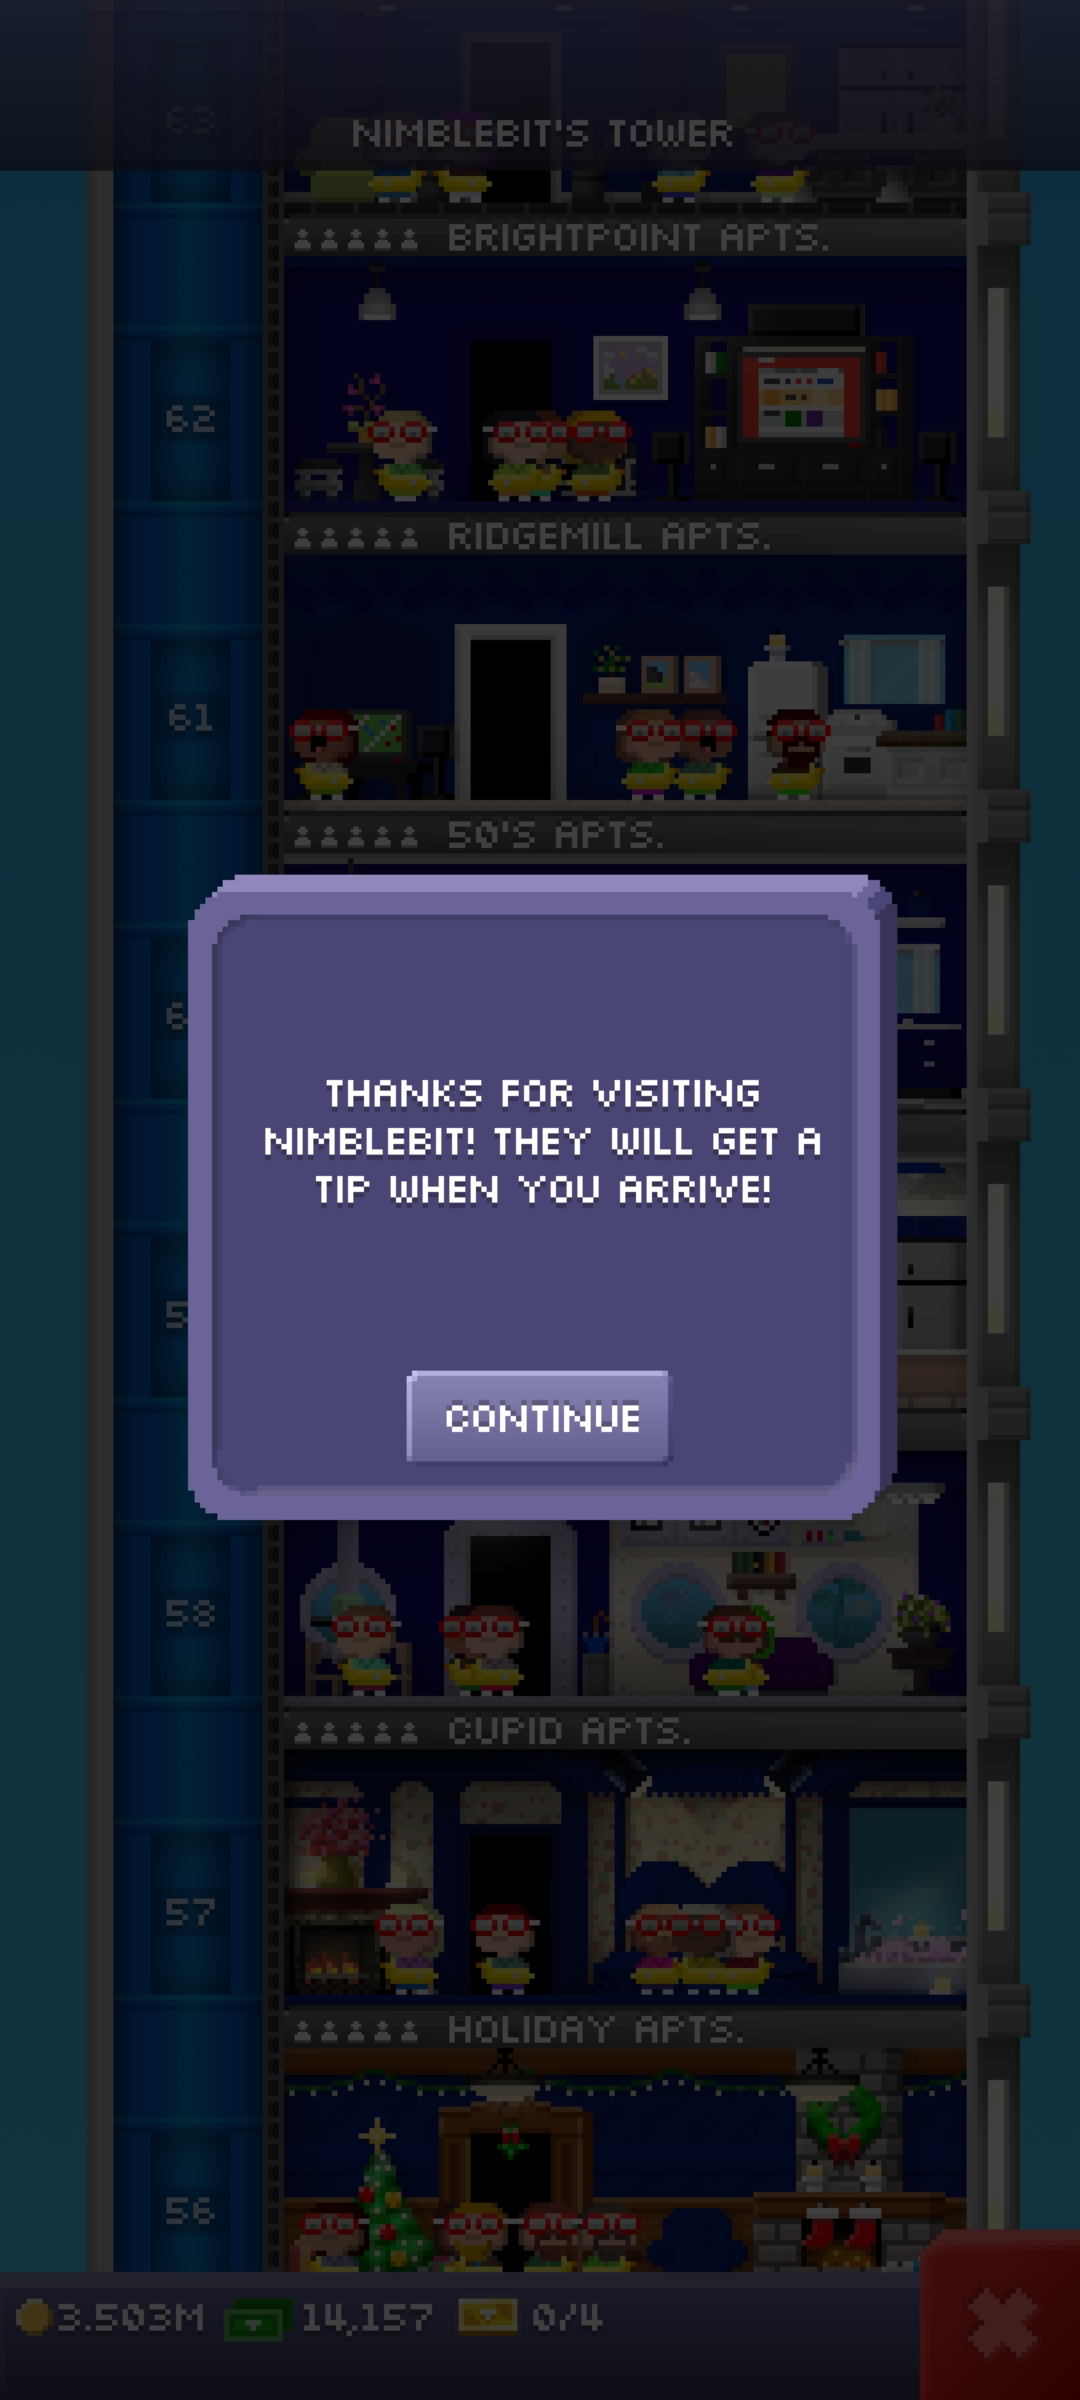 63
NIMBLEBIT'S TOWER
BRIGHTPOINT APTS.
62
RIDGEMILL APTS.
61
50'S APTS.
THANKS FOR VISITING
NIMBLEBIT! THEY WILL GET A
TIP WHEN YOU ARRIVE!
CONTINUE
58
CUPID APTS.
57
HOLIDAY APTS.
56
3.503M 14,157 0/4